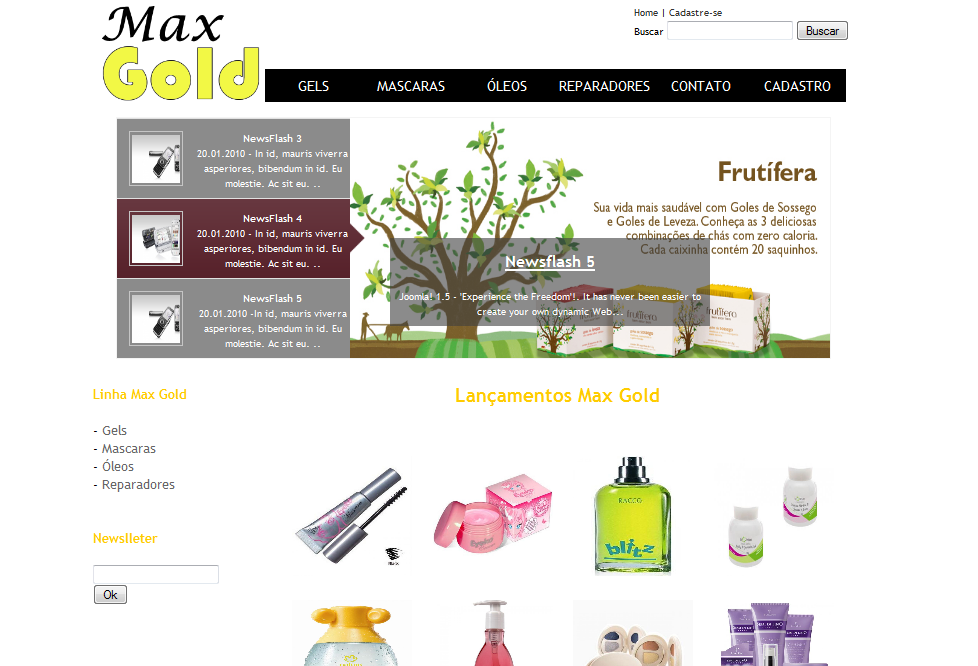 Max
Gold
Home | Cadastre-se
Buscar
Buscar
GELS MASCARAS ÓLEOS REPARADORES CONTATO CADASTRO
NewsFlash 3
20.01.2010 - In id, mauris viverra
asperiores, bibendum in id. Eu
molestie. Ac sit eu. ..
NewsFlash 4
20.01.2010 - In id, mauris viverra
asperiores, bibendum in id. Eu
molestie. Ac sit eu. ..
NewsFlash 5
20.01.2010 -In id, mauris viverra
asperiores, bibendum in id. Eu
molestie. Ac sit eu. ..
Frutífera
Sua vida mais saudável com Goles de Sossego
e Goles de Leveza. Conheça as 3 deliciosas
combinações de chás com zero caloria.
Cada caixinha contém 20 saquinhos.
Newsflash 5
Joomla! 1.5 - 'Experience the Freedom'!. It has never been easier to
create your own dynamic Web...
frutífera
frutífera
frutífera
Linha Max Gold
- Gels
- Mascaras
- Óleos
- Reparadores
Newslleter
Ok
Lançamentos Max Gold
RACCO
blitz